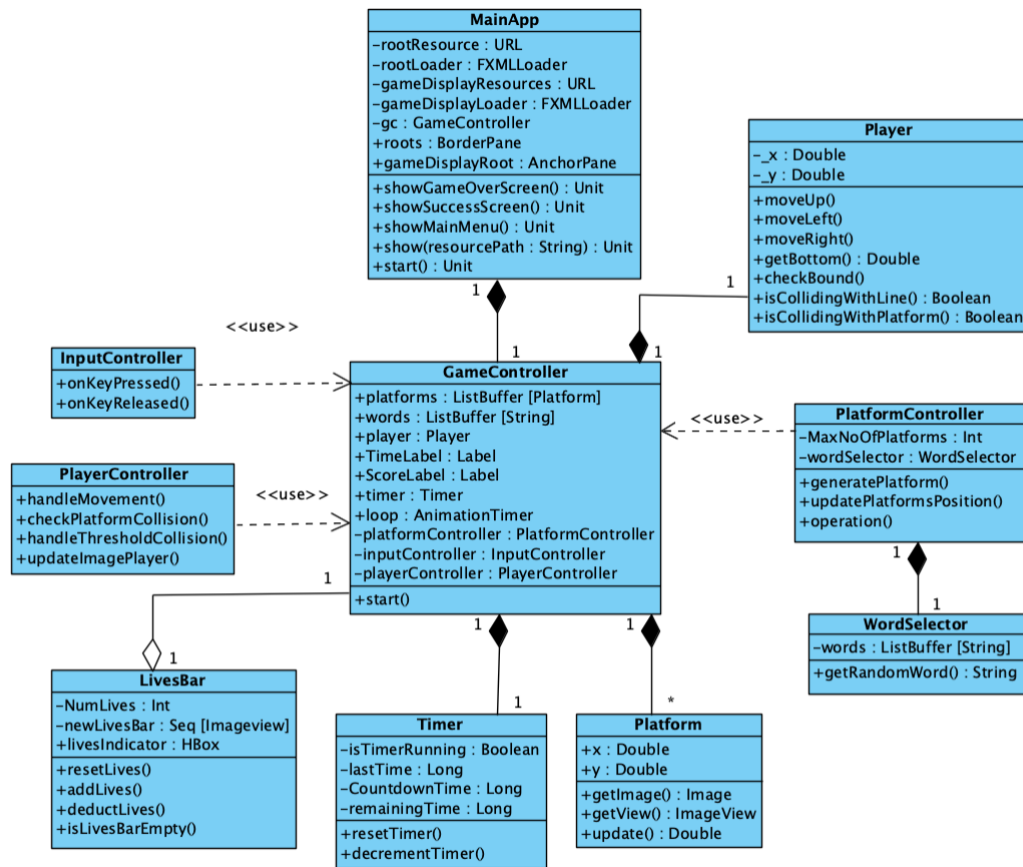 MainApp
-rootResource : URL
-rootLoader : FXMLLoader
-gameDisplayResources : URL
-gameDisplayLoader : FXMLLoader
-gc : GameController
+roots : BorderPane
+gameDisplayRoot : AnchorPane
+showGameOverScreen() : Unit
+showSuccessScreen() : Unit
+showMainMenu() : Unit
+show(resourcePath : String) : Unit
+start() : Unit
1
1
Player
-_x : Double
-_y : Double
+moveUp()
+moveLeft()
+moveRight()
+getBottom() : Double
+checkBound()
+isCollidingWithLine() : Boolean
+isCollidingWithPlatform() : Boolean
1
1
<<use>>
InputController
+onKeyPressed()
+onKeyReleased()
GameController
+platforms : ListBuffer [Platform]
+words : ListBuffer [String]
+player : Player
+TimeLabel : Label
+ScoreLabel : Label
+timer : Timer
+loop : AnimationTimer
-platformController : PlatformController
-inputController : InputController
-playerController : PlayerController
+start()
<<use>>
PlatformController
-MaxNoOfPlatforms : Int
-wordSelector : WordSelector
+generatePlatform()
+updatePlatformsPosition()
+operation()
PlayerController
+handleMovement()
+checkPlatformCollision()
+handleThresholdCollision()
+updateImagePlayer()
<<use>>
1
1
1
1
1
1
WordSelector
-words : ListBuffer [String]
+getRandomWord() : String
LivesBar
-NumLives : Int
-newLivesBar : Seq [Imageview]
+livesIndicator : HBox
+resetLives()
+addLives()
+deductLives()
+isLivesBarEmpty()
1
*
Timer
-isTimerRunning : Boolean
-lastTime : Long
-CountdownTime : Long
-remainingTime : Long
+resetTimer()
+decrementTimer()
Platform
+x : Double
+y : Double
+getImage() : Image
+getView() : ImageView
+update() : Double